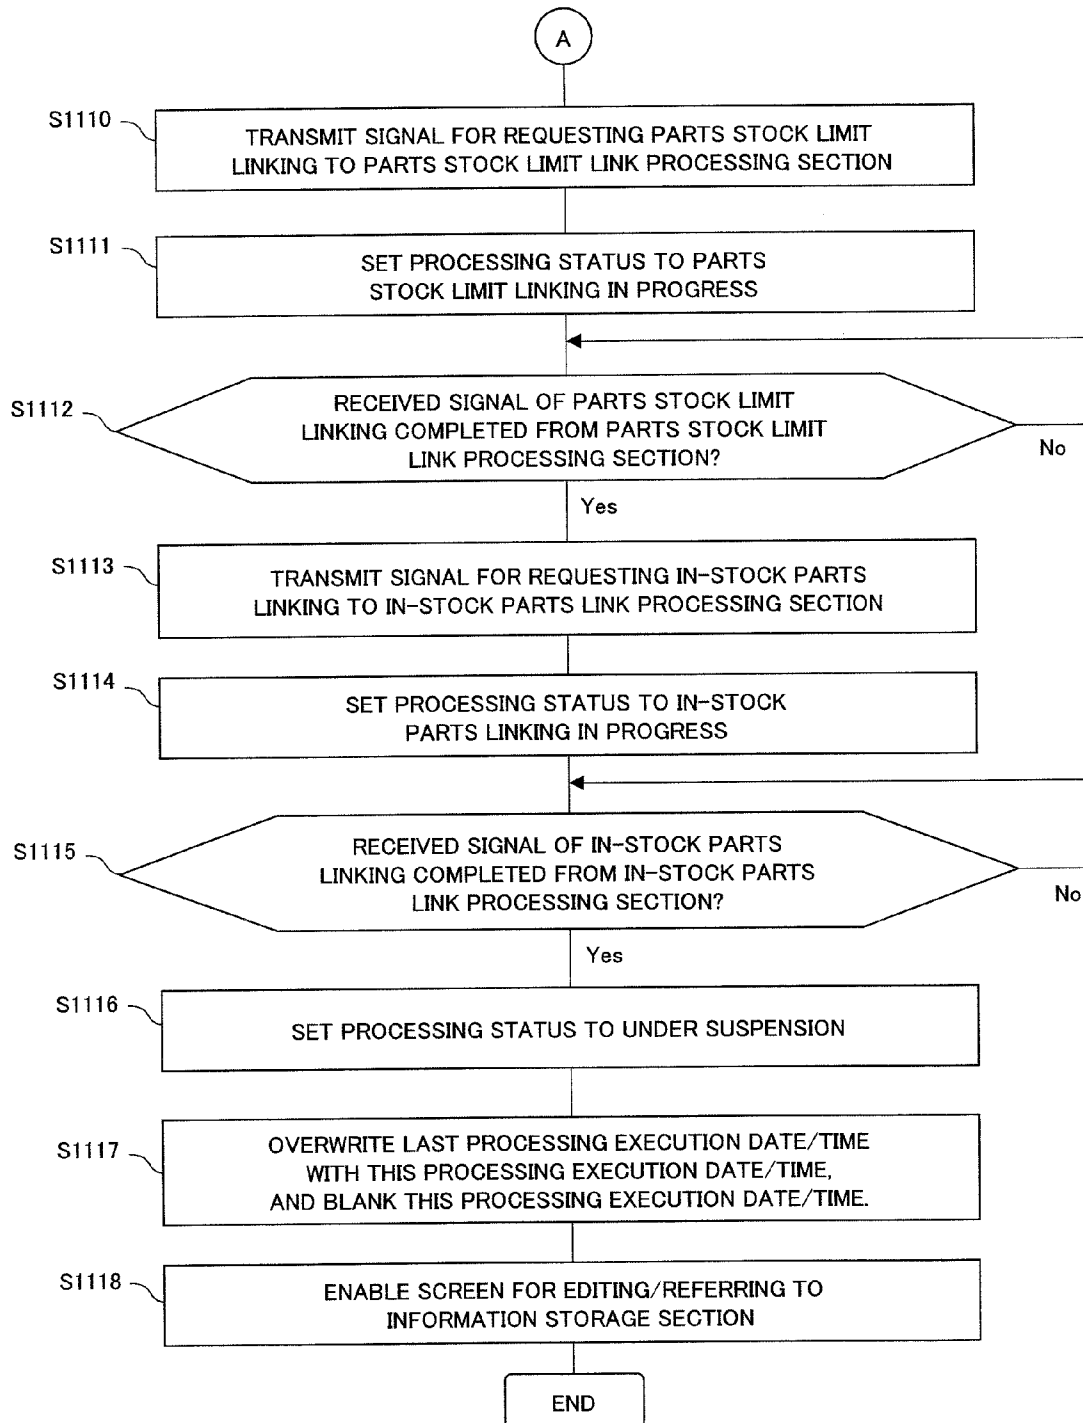 A
S1110
TRANSMIT SIGNAL FOR REQUESTING PARTS STOCK LIMIT
LINKING TO PARTS STOCK LIMIT LINK PROCESSING SECTION
S1111
SET PROCESSING STATUS TO PARTS
STOCK LIMIT LINKING IN PROGRESS
S1112
RECEIVED SIGNAL OF PARTS STOCK LIMIT
LINKING COMPLETED FROM PARTS STOCK LIMIT
LINK PROCESSING SECTION?
No
Yes
S1113
TRANSMIT SIGNAL FOR REQUESTING IN-STOCK PARTS
LINKING TO IN-STOCK PARTS LINK PROCESSING SECTION
S1114
SET PROCESSING STATUS TO IN-STOCK
PARTS LINKING IN PROGRESS
S1115
RECEIVED SIGNAL OF IN-STOCK PARTS
LINKING COMPLETED FROM IN-STOCK PARTS
LINK PROCESSING SECTION?
No
Yes
S1116
SET PROCESSING STATUS TO UNDER SUSPENSION
S1117
OVERWRITE LAST PROCESSING EXECUTION DATE/TIME
WITH THIS PROCESSING EXECUTION DATE/TIME,
AND BLANK THIS PROCESSING EXECUTION DATE/TIME.
S1118
ENABLE SCREEN FOR EDITING/REFERRING TO
INFORMATION STORAGE SECTION
END